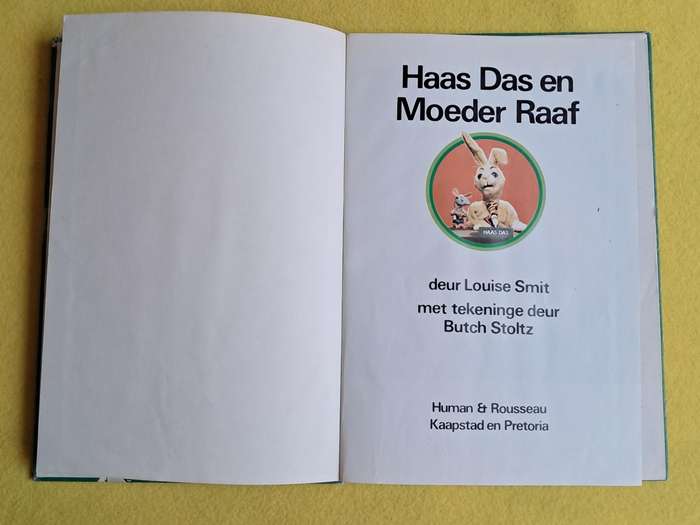 Haas Das en
Moeder Raaf
HAAS DAS
deur Louise Smit
met tekeninge deur
Butch Stoltz
Human & Rousseau
Kaapstad en Pretoria